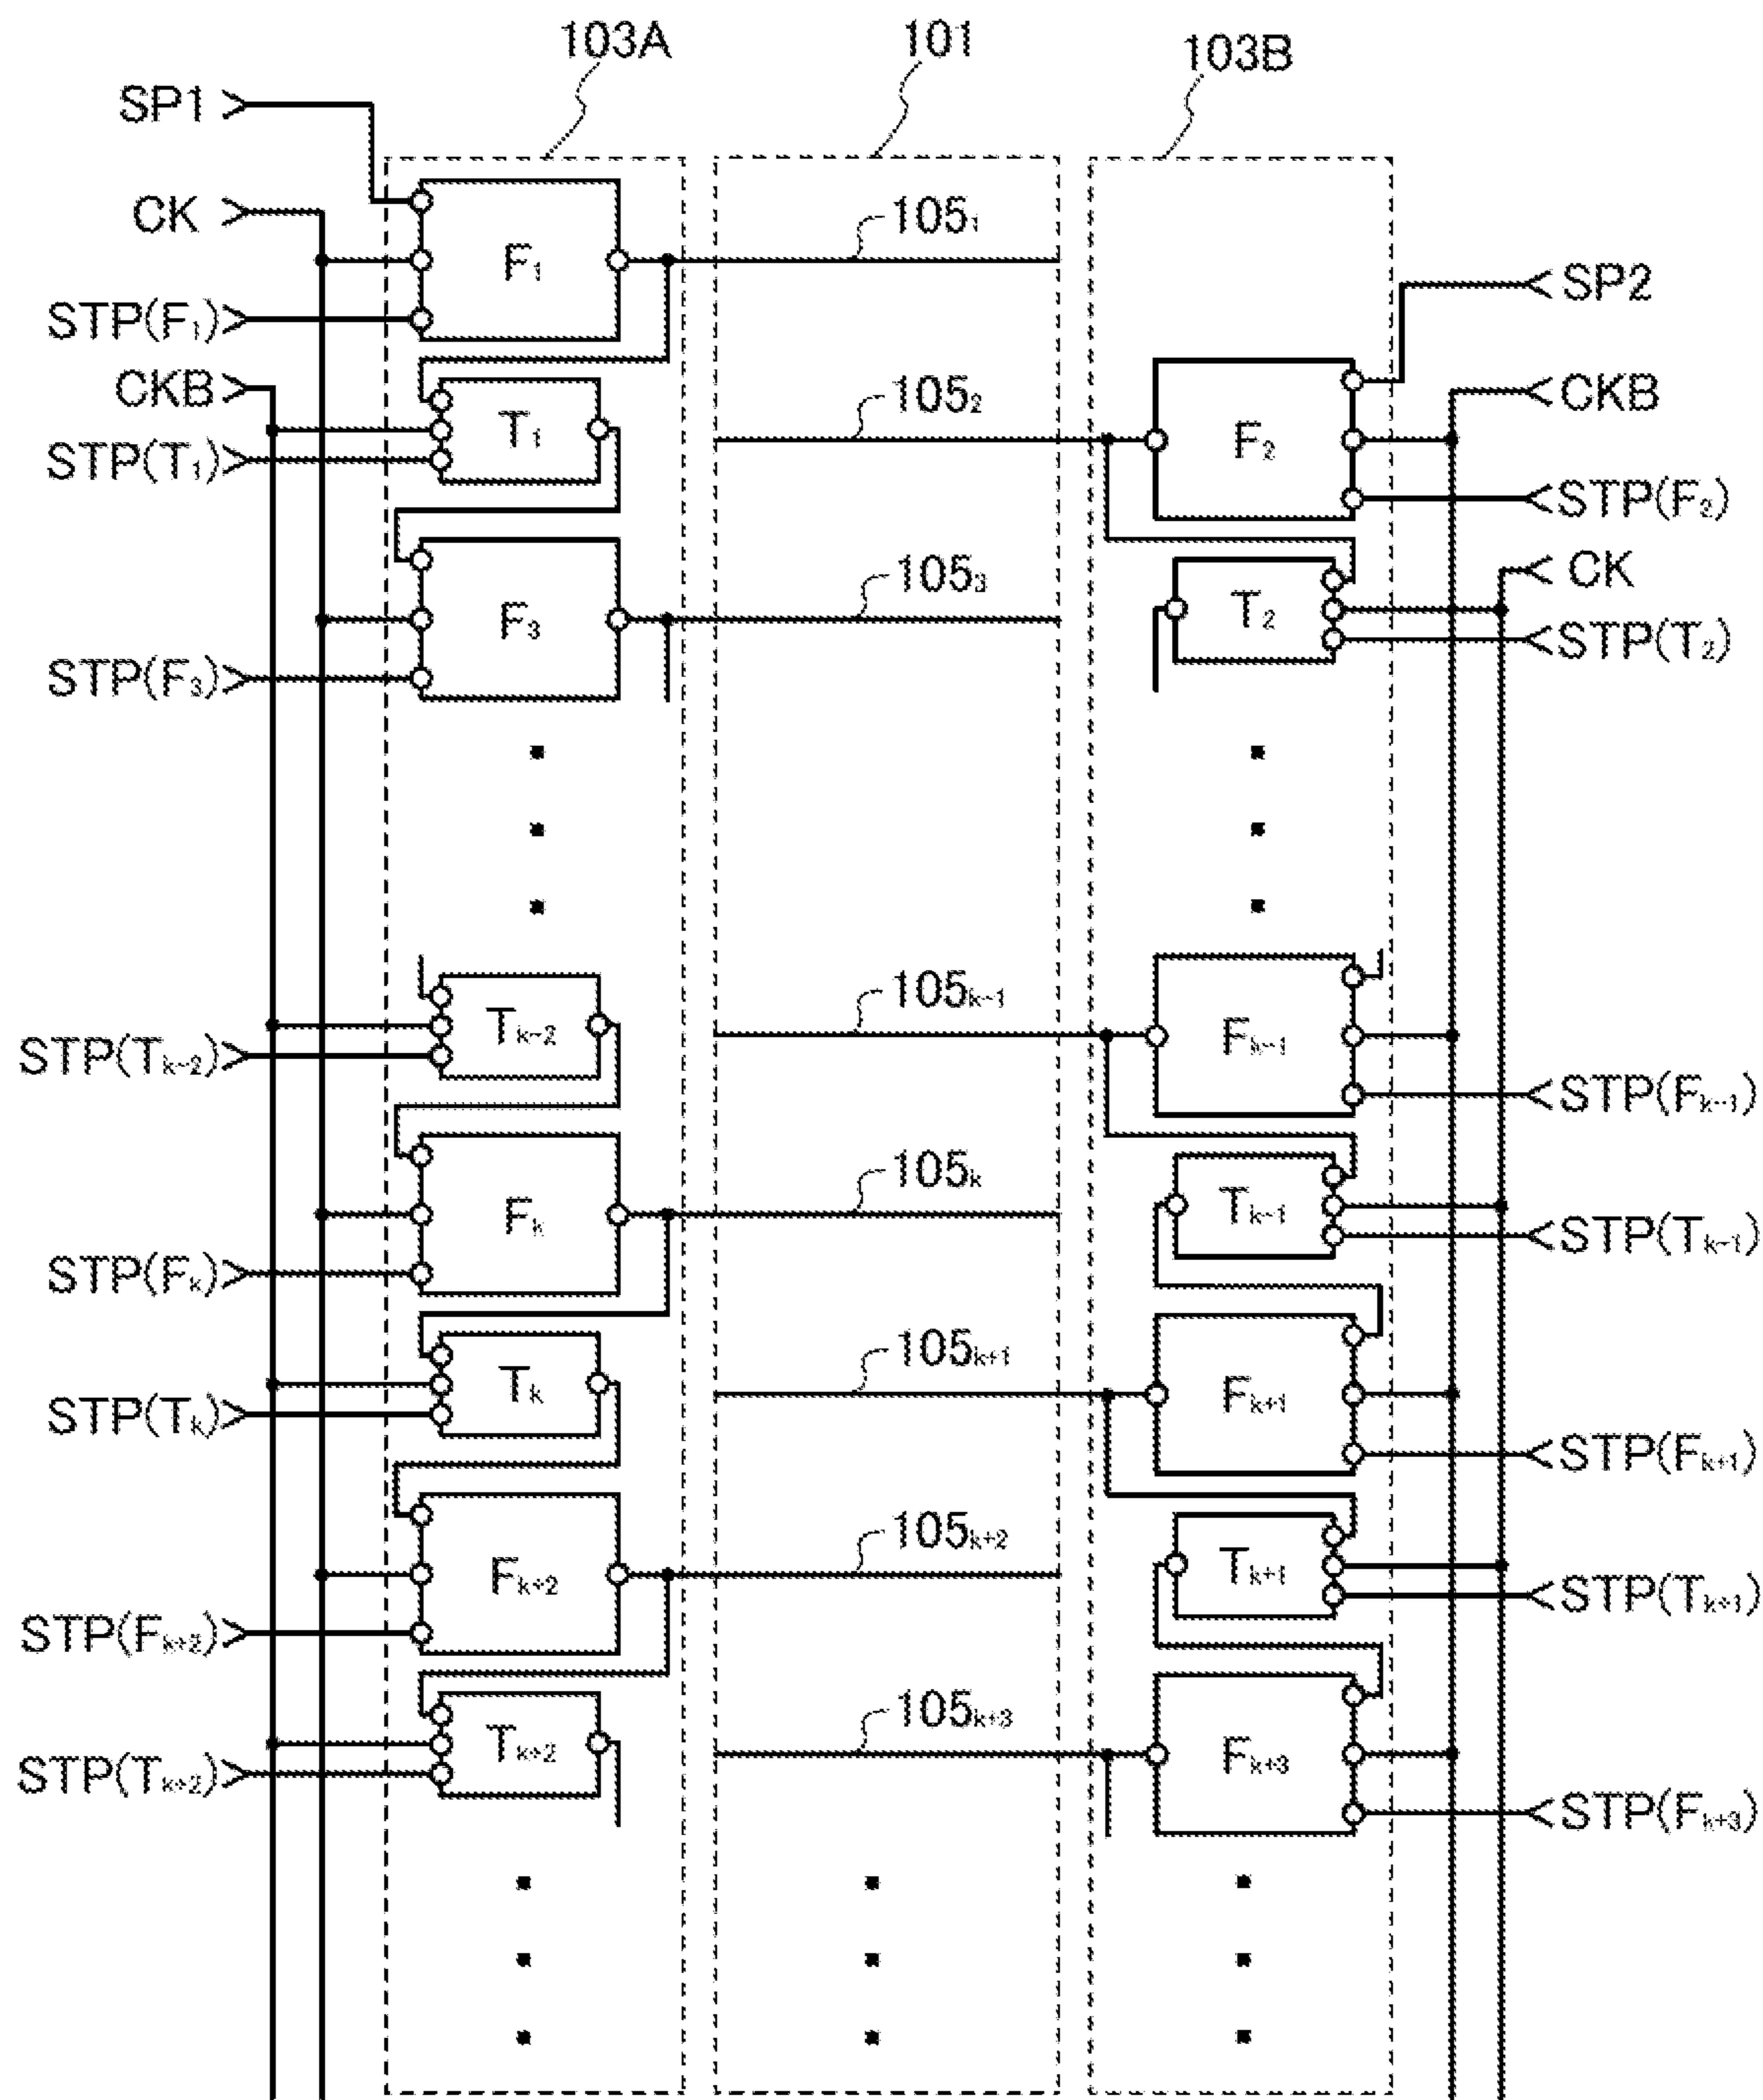 103A 101 103B
SP1
CK
105₁
F₁
SP2
STP(F₁)
CKB
105₂
CKB
T₁
F₂
STP(T₁)
STP(F₂)
CK
105₃
F₃
T₂
STP(T₂)
STP(F₃)
105ₖ₋₁
Tₖ₋₂
Fₖ₋₁
STP(Tₖ₋₂)
STP(Fₖ₋₁)
105ₖ
Fₖ
Tₖ₋₁
STP(Tₖ₋₁)
STP(Fₖ)
105ₖ₊₁
Tₖ
Fₖ₊₁
STP(Tₖ)
STP(Fₖ₊₁)
105ₖ₊₂
Fₖ₊₂
Tₖ₊₁
STP(Tₖ₊₁)
STP(Fₖ₊₂)
105ₖ₊₃
Tₖ₊₂
Fₖ₊₃
STP(Tₖ₊₂)
STP(Fₖ₊₃)